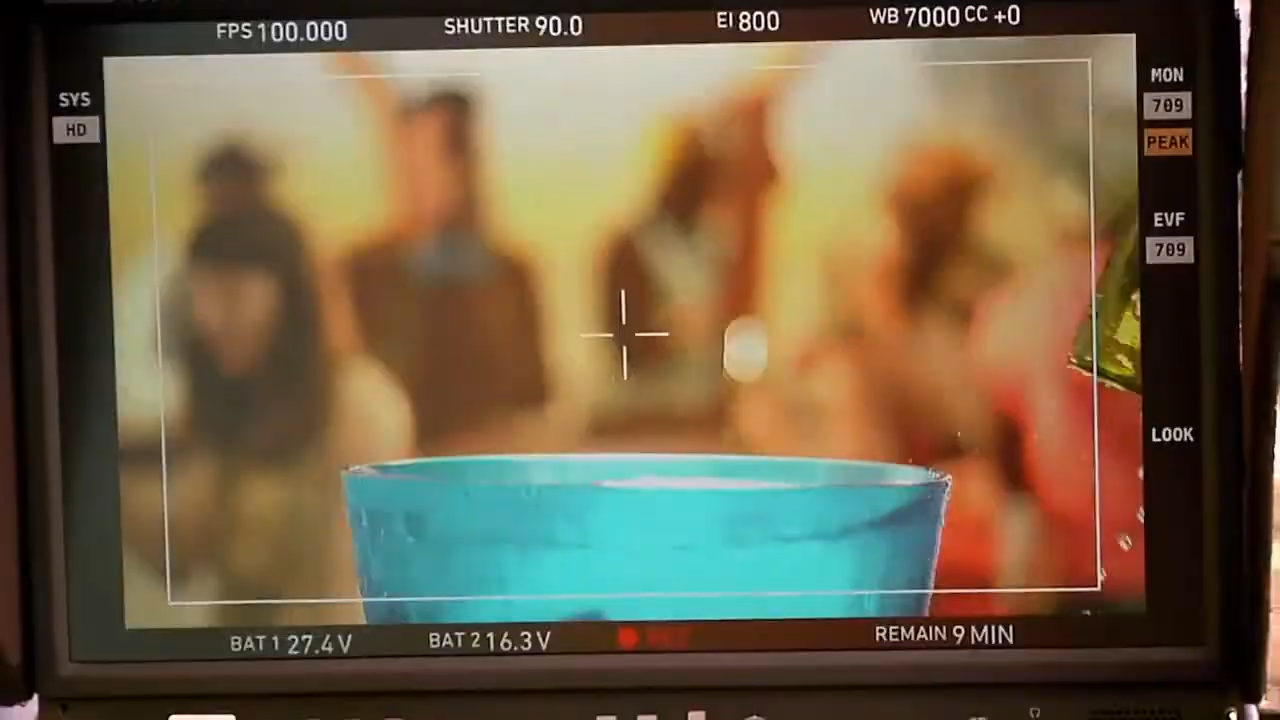 FPS 100.000 SHUTTER 90.0 EI 800 WB 7000 CC +0
SYS
HD
MON
709
PEAK
EVF
709
LOOK
BAT 1 27.4 V BAT 2 16.3 V REC REMAIN 9 MIN